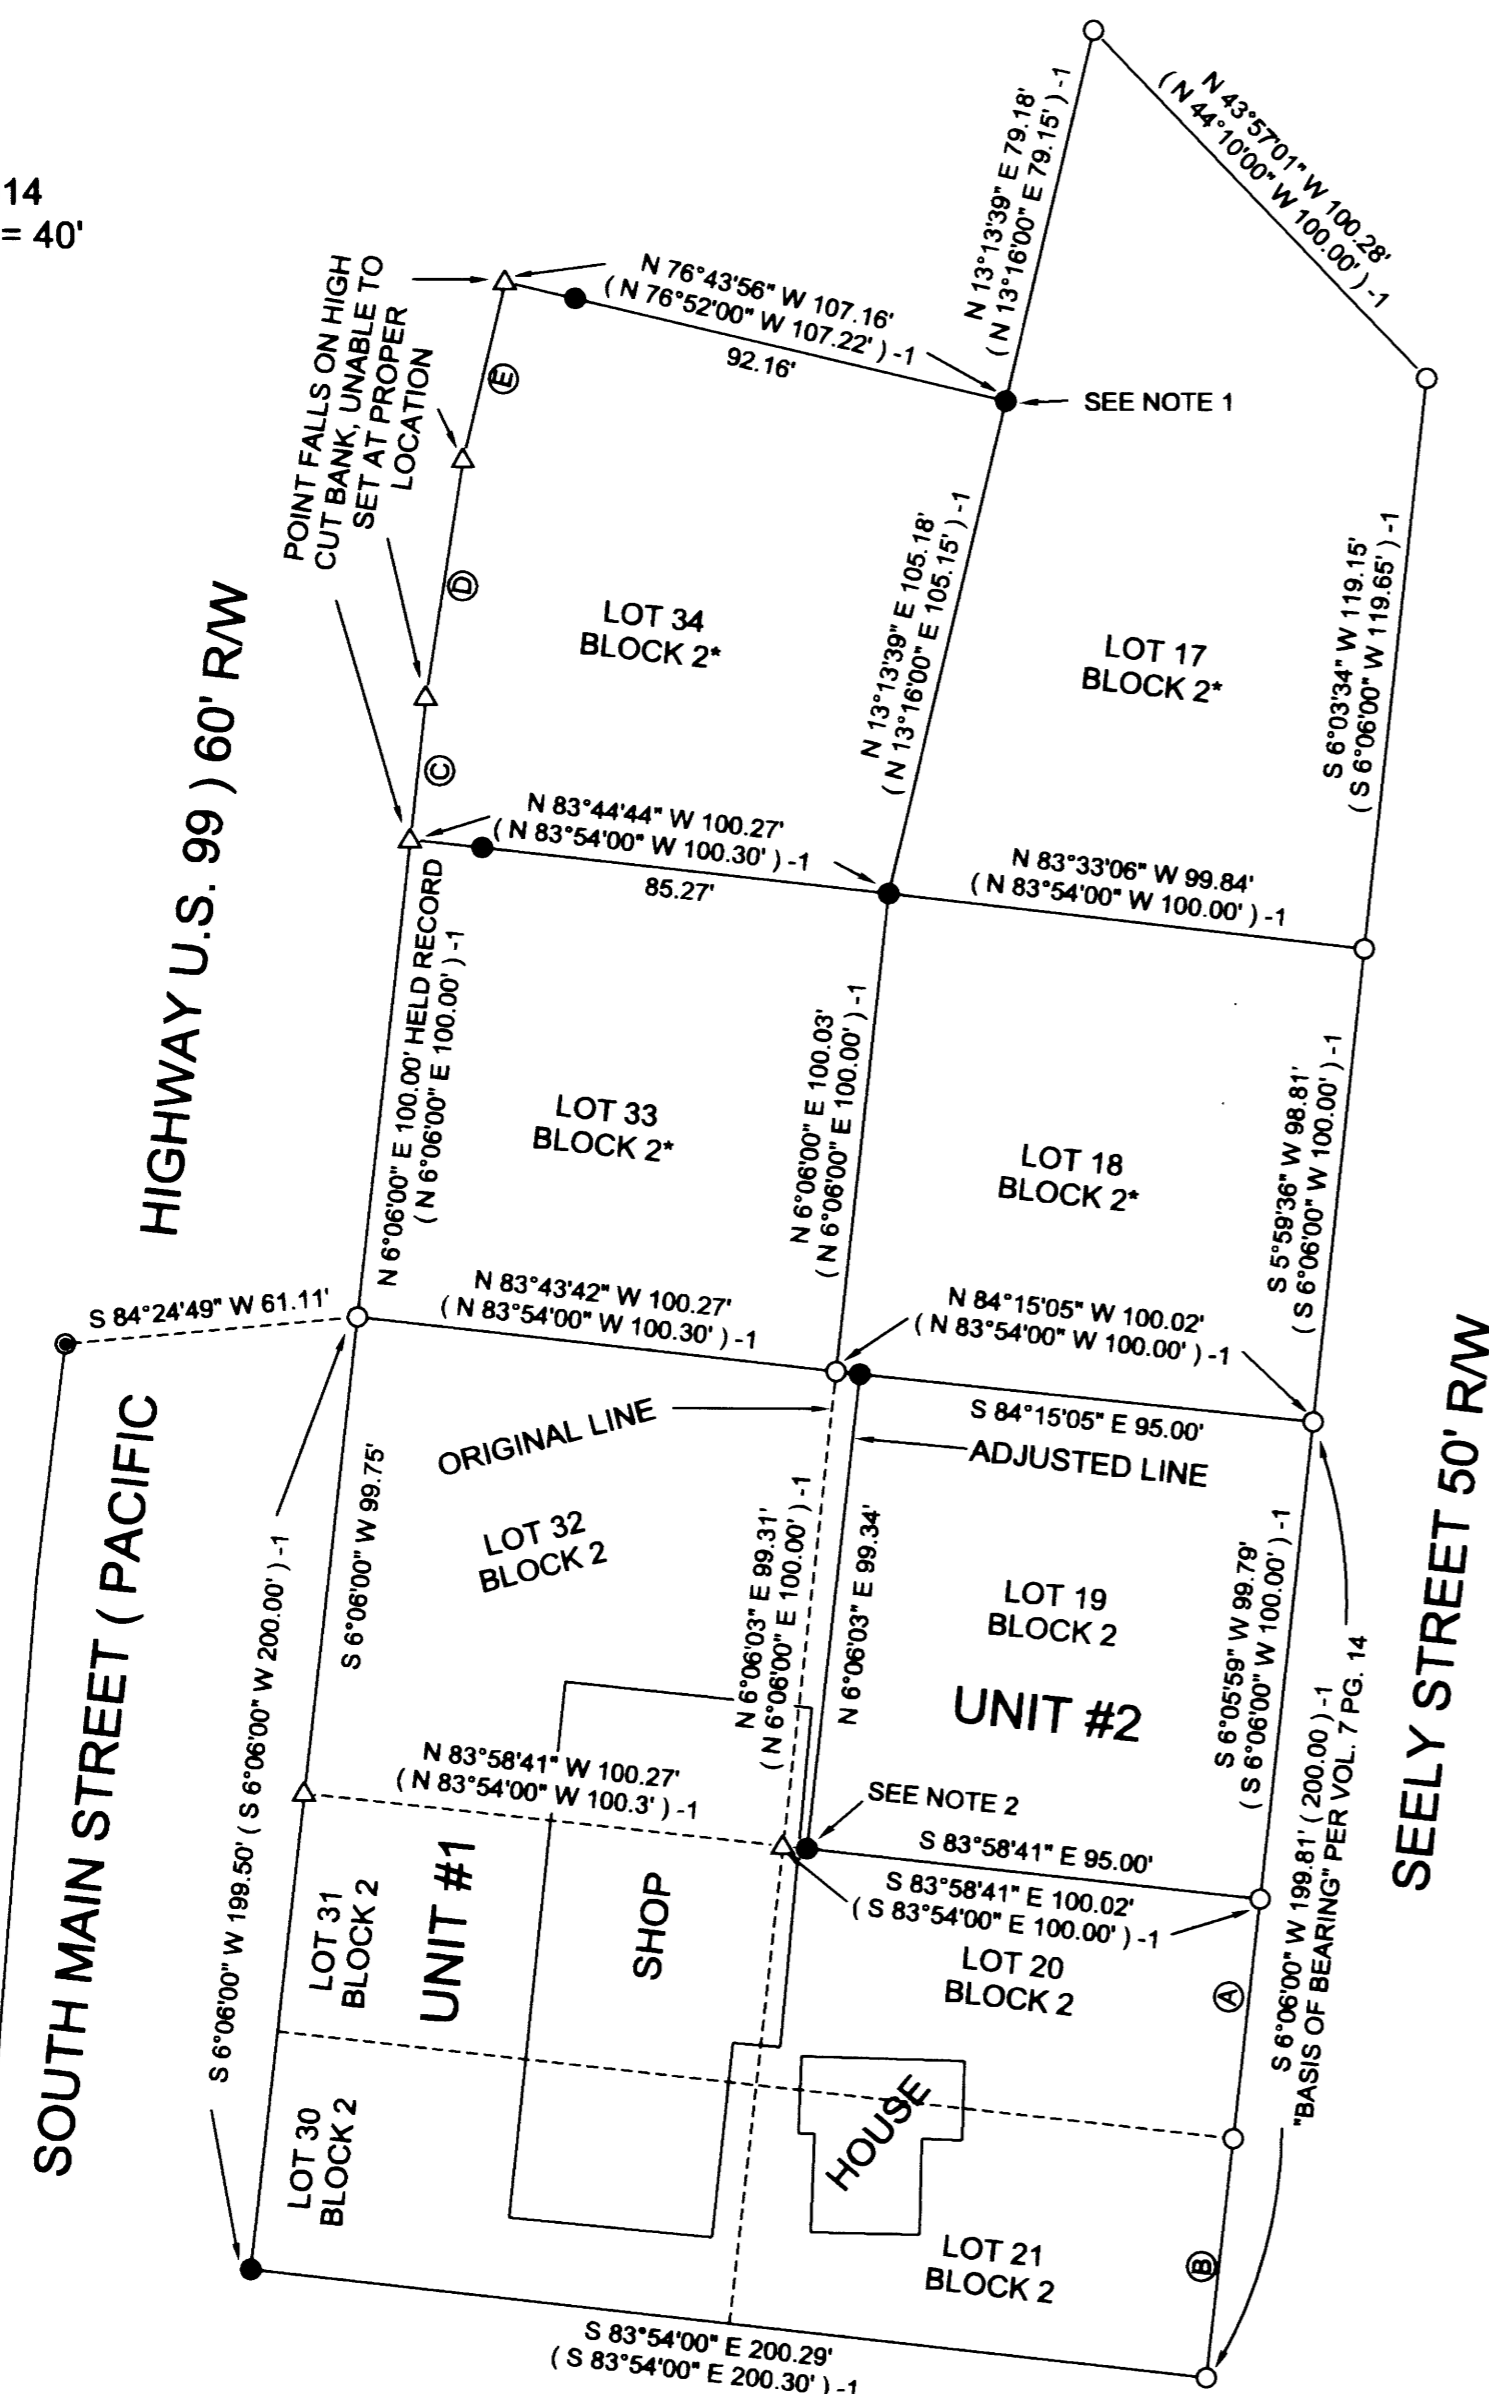 14
= 40'
N 43°57'01" W 100.28'
( N 44°10'00" W 100.00' ) -1
N 13°13'39" E 79.18'
( N 13°16'00" E 79.15' ) -1
POINT FALLS ON HIGH
CUT BANK, UNABLE TO
SET AT PROPER
LOCATION
N 76°43'56" W 107.16'
( N 76°52'00" W 107.22' ) -1
92.16'
SEE NOTE 1
E
D
C
LOT 34
BLOCK 2*
N 13°13'39" E 105.18'
( N 13°16'00" E 105.15' ) -1
LOT 17
BLOCK 2*
S 6°03'34" W 119.15'
( S 6°06'00" W 119.65' ) -1
HIGHWAY U.S. 99 ) 60' R/W
N 83°44'44" W 100.27'
( N 83°54'00" W 100.30' ) -1
85.27'
N 83°33'06" W 99.84'
( N 83°54'00" W 100.00' ) -1
N 6°06'00" E 100.00' HELD RECORD
( N 6°06'00" E 100.00' ) -1
LOT 33
BLOCK 2*
N 6°06'00" E 100.03'
( N 6°06'00" E 100.00' ) -1
LOT 18
BLOCK 2*
S 5°59'36" W 98.81'
( S 6°06'00" W 100.00' ) -1
S 84°24'49" W 61.11'
N 83°43'42" W 100.27'
( N 83°54'00" W 100.30' ) -1
N 84°15'05" W 100.02'
( N 83°54'00" W 100.00' ) -1
S 84°15'05" E 95.00'
ORIGINAL LINE
ADJUSTED LINE
SOUTH MAIN STREET ( PACIFIC
S 6°06'00" W 199.50' ( S 6°06'00" W 200.00' ) -1
S 6°06'00" W 99.75'
LOT 32
BLOCK 2
N 6°06'03" E 99.31'
( N 6°06'00" E 100.00' ) -1
N 6°06'03" E 99.34'
LOT 19
BLOCK 2
UNIT #2
S 6°05'59" W 99.79'
( S 6°06'00" W 100.00' ) -1
S 6°06'00" W 199.81' ( 200.00 ) -1
"BASIS OF BEARING" PER VOL. 7 PG. 14
SEELY STREET 50' R/W
N 83°58'41" W 100.27'
( N 83°54'00" W 100.3' ) -1
SEE NOTE 2
S 83°58'41" E 95.00'
S 83°58'41" E 100.02'
( S 83°54'00" E 100.00' ) -1
LOT 31
BLOCK 2
UNIT #1
SHOP
LOT 20
BLOCK 2
A
LOT 30
BLOCK 2
HOUSE
LOT 21
BLOCK 2
B
S 83°54'00" E 200.29'
( S 83°54'00" E 200.30' ) -1